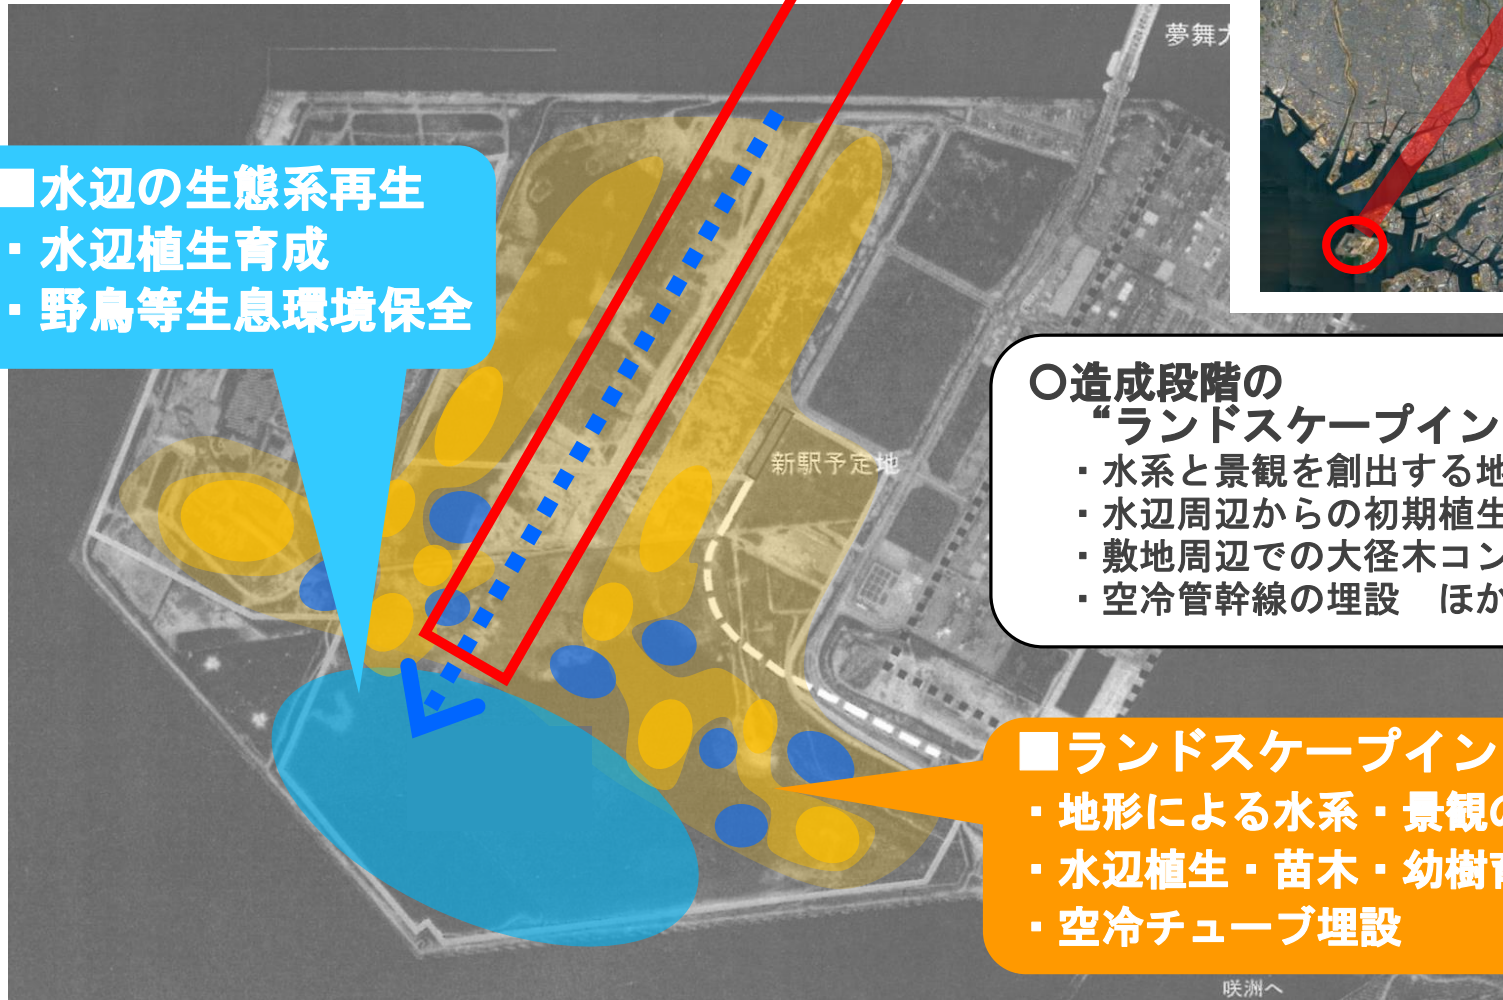 夢舞
■水辺の生態系再生
・水辺植生育成
・野鳥等生息環境保全
新駅予定地
○造成段階の
“ランドスケープイン
・水系と景観を創出する地
・水辺周辺からの初期植生
・敷地周辺での大径木コン
・空冷管幹線の埋設　ほか
■ランドスケープイン
・地形による水系・景観の
・水辺植生・苗木・幼樹
・空冷チューブ埋設
咲洲へ